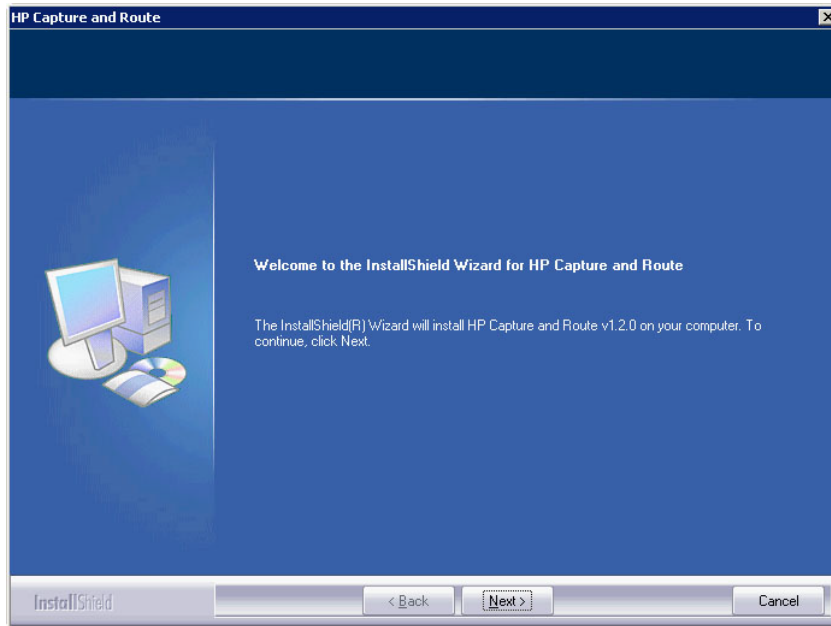 HP Capture and Route
Welcome to the InstallShield Wizard for HP Capture and Route
The InstallShield(R) Wizard will install HP Capture and Route v1.2.0 on your computer. To
continue, click Next.
InstallShield
< Back
Next >
Cancel